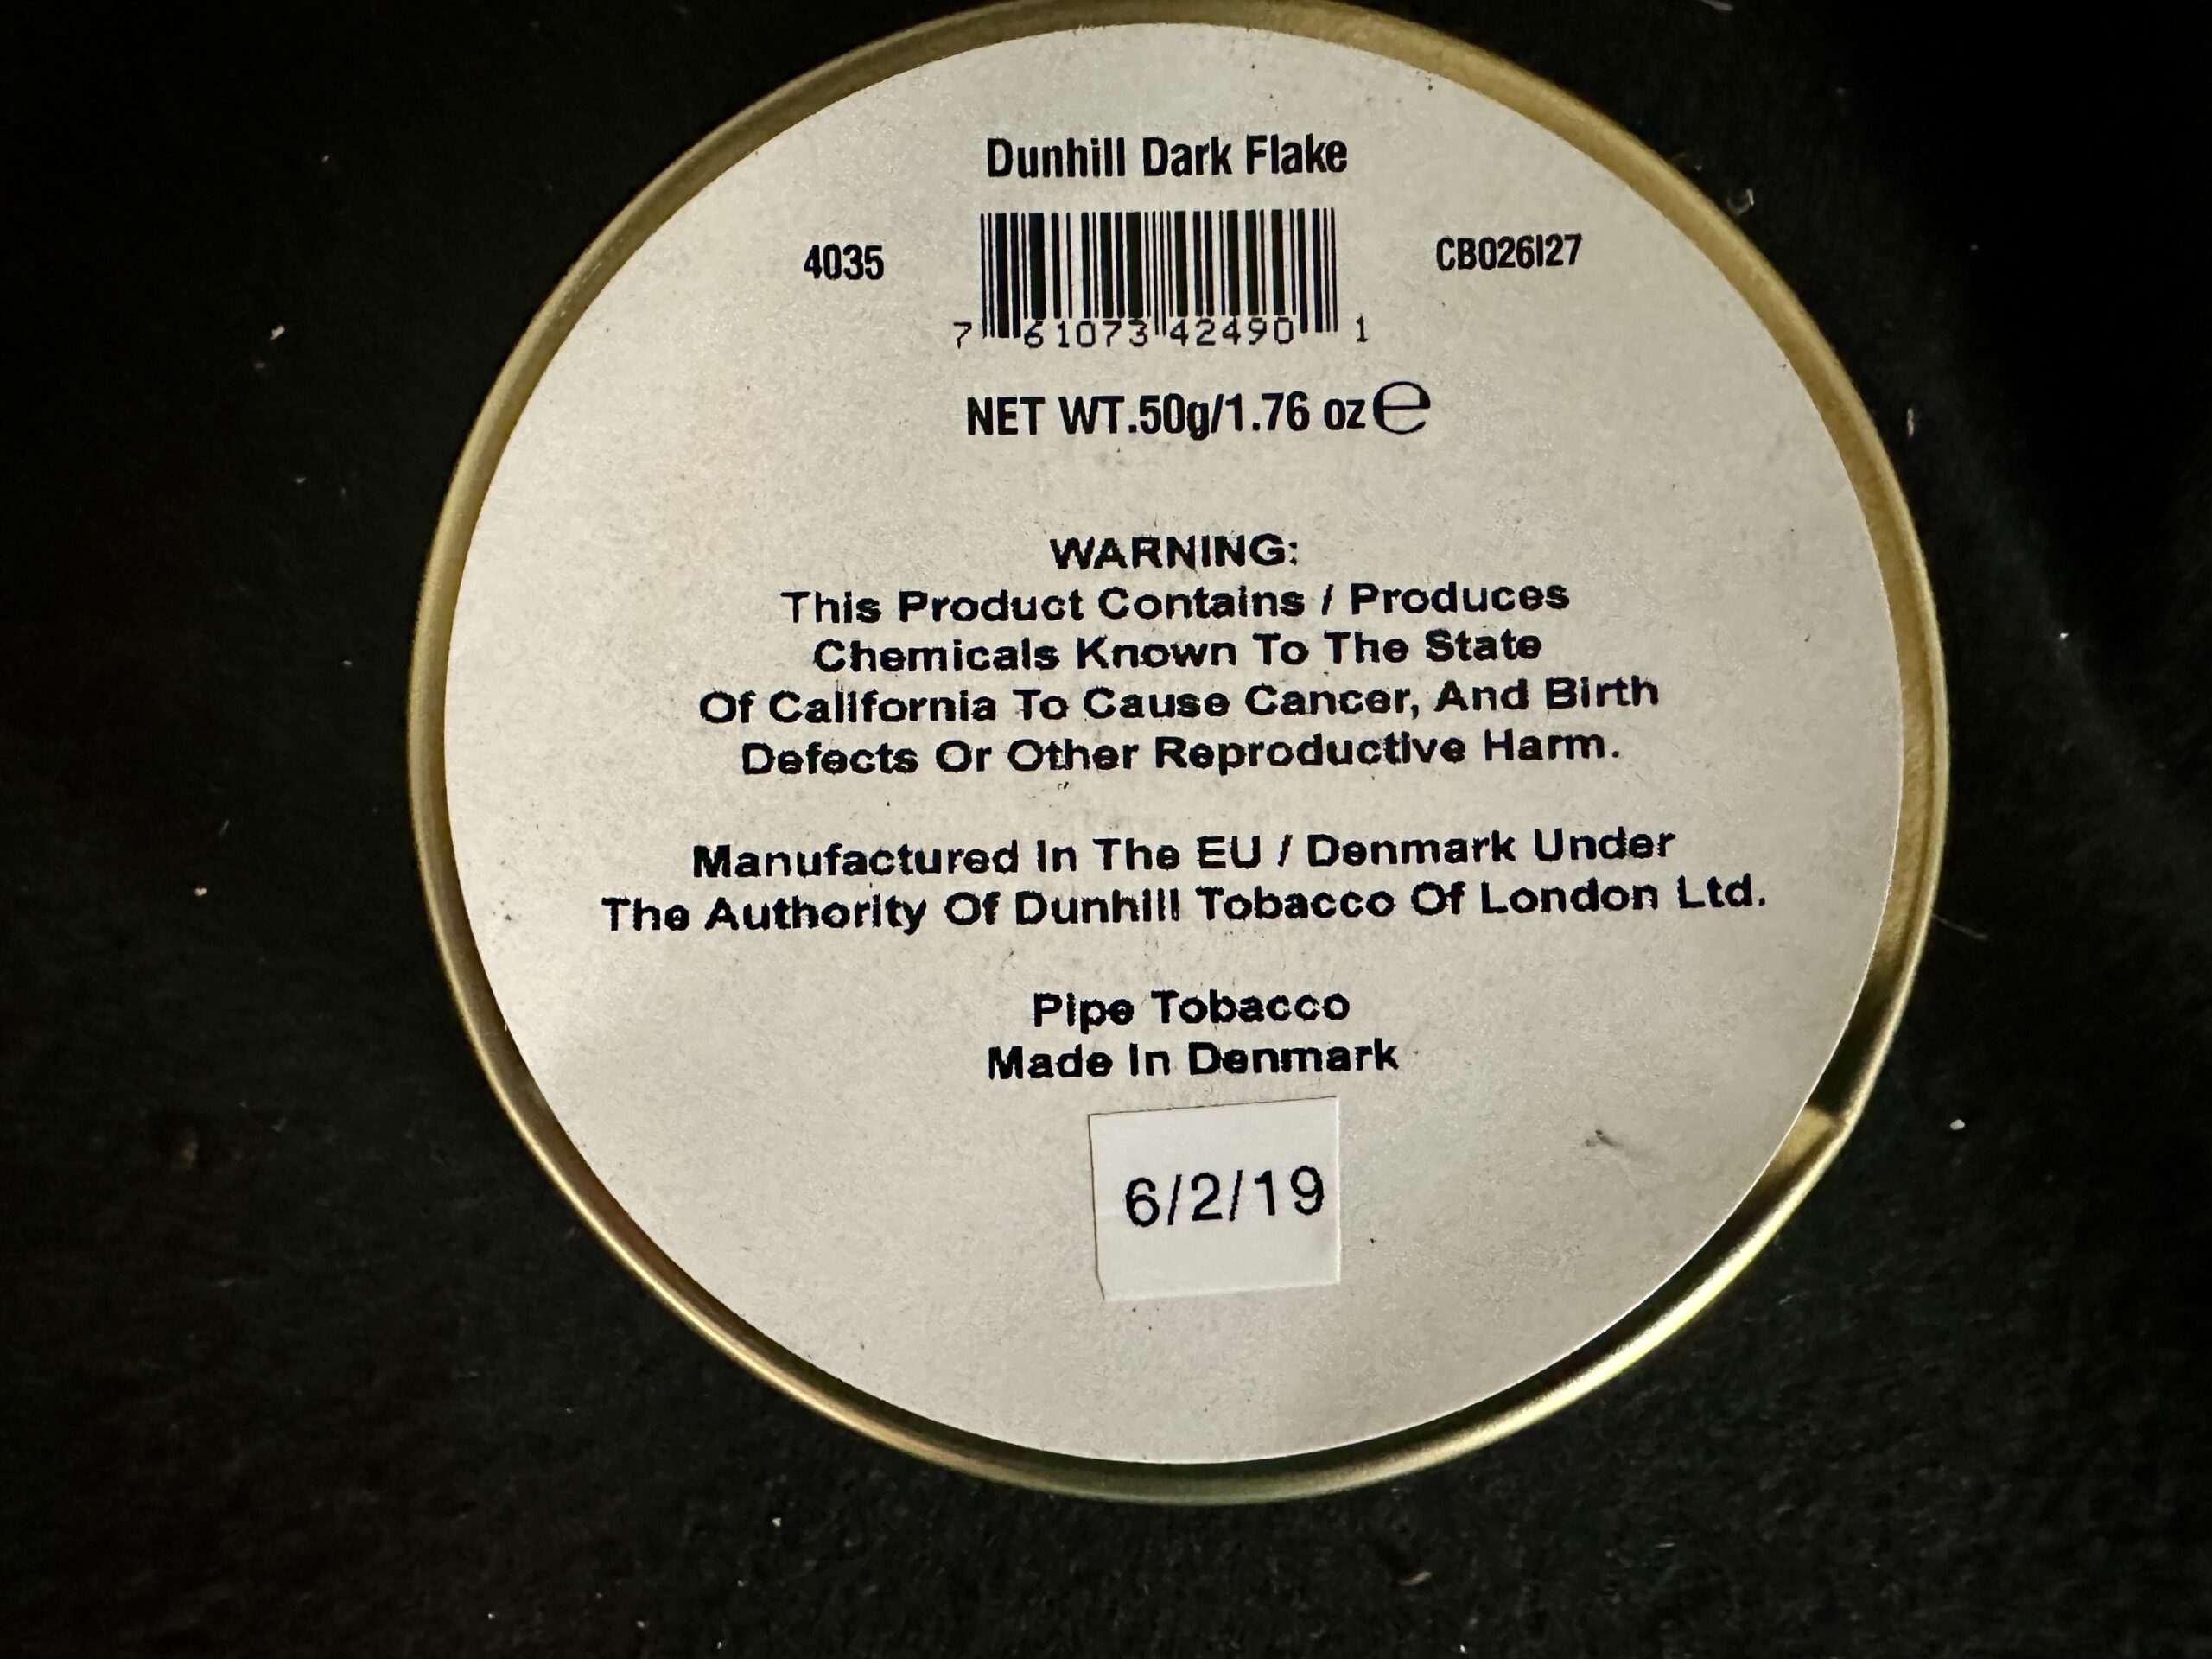 Dunhill Dark Flake
4035
CB026I27
7 61073 42490 1
NET WT.50g/1.76 oz ℮
WARNING:
This Product Contains / Produces
Chemicals Known To The State
Of California To Cause Cancer, And Birth
Defects Or Other Reproductive Harm.
Manufactured In The EU / Denmark Under
The Authority Of Dunhill Tobacco Of London Ltd.
Pipe Tobacco
Made In Denmark
6/2/19